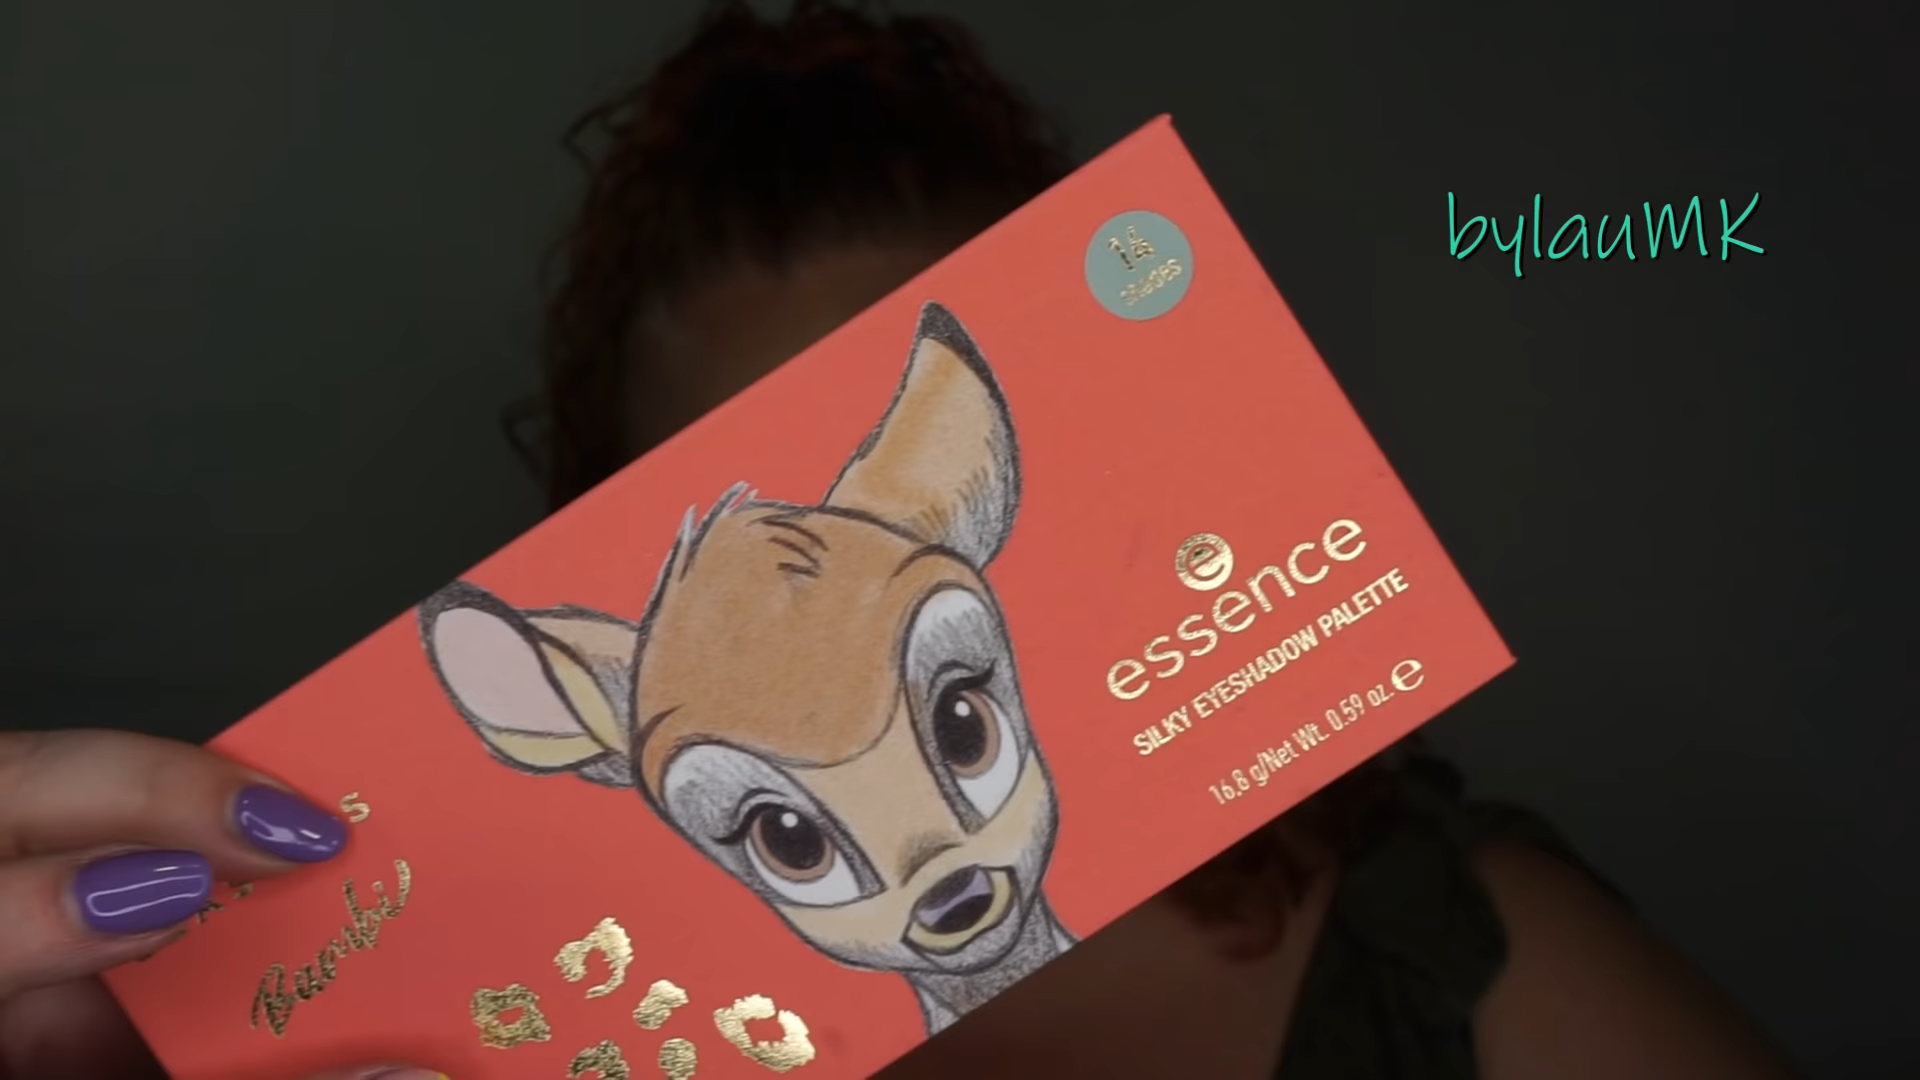 bylauMK
14
shades
e
essence
SILKY EYESHADOW PALETTE
16,8 g/Net Wt. 0.59 oz. e
Bambi